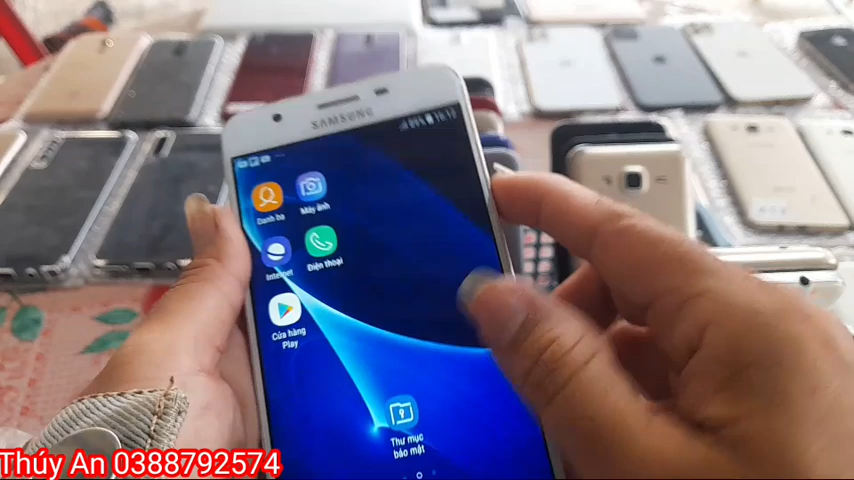 SAMSUNG
Danh bạ
Máy ảnh
Internet
Điện thoại
Cửa hàng
Play
Thư mục
bảo mật
Thúy An 0388792574